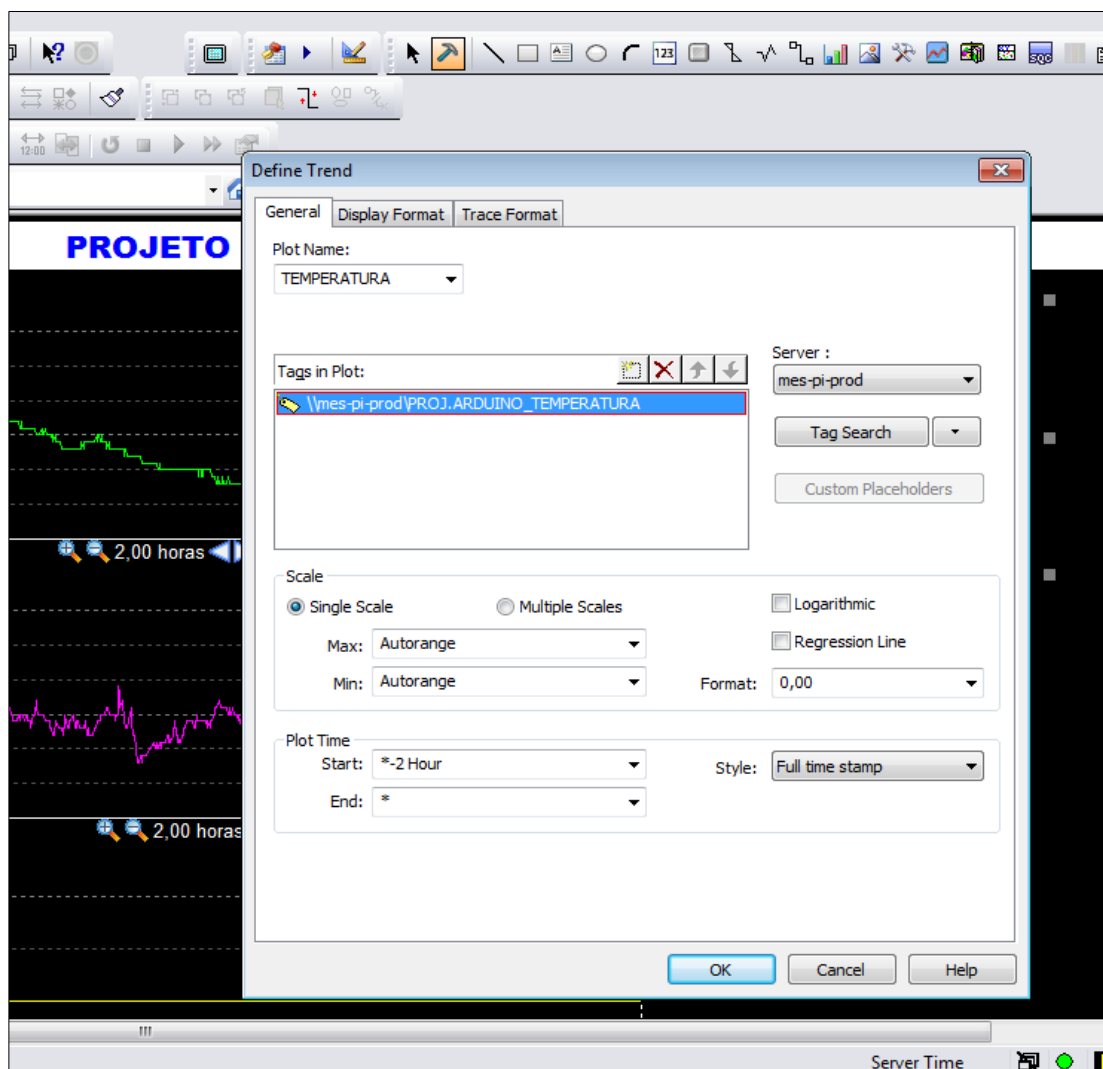 123
SQC
12:00
Define Trend
General
Display Format
Trace Format
PROJETO
Plot Name:
TEMPERATURA
Tags in Plot:
Server :
mes-pi-prod
\\mes-pi-prod\PROJ.ARDUINO_TEMPERATURA
Tag Search
Custom Placeholders
2,00 horas
Scale
Single Scale
Multiple Scales
Logarithmic
Max:
Autorange
Regression Line
Min:
Autorange
Format:
0,00
Plot Time
Start:
*-2 Hour
Style:
Full time stamp
End:
*
2,00 horas
OK
Cancel
Help
Server Time